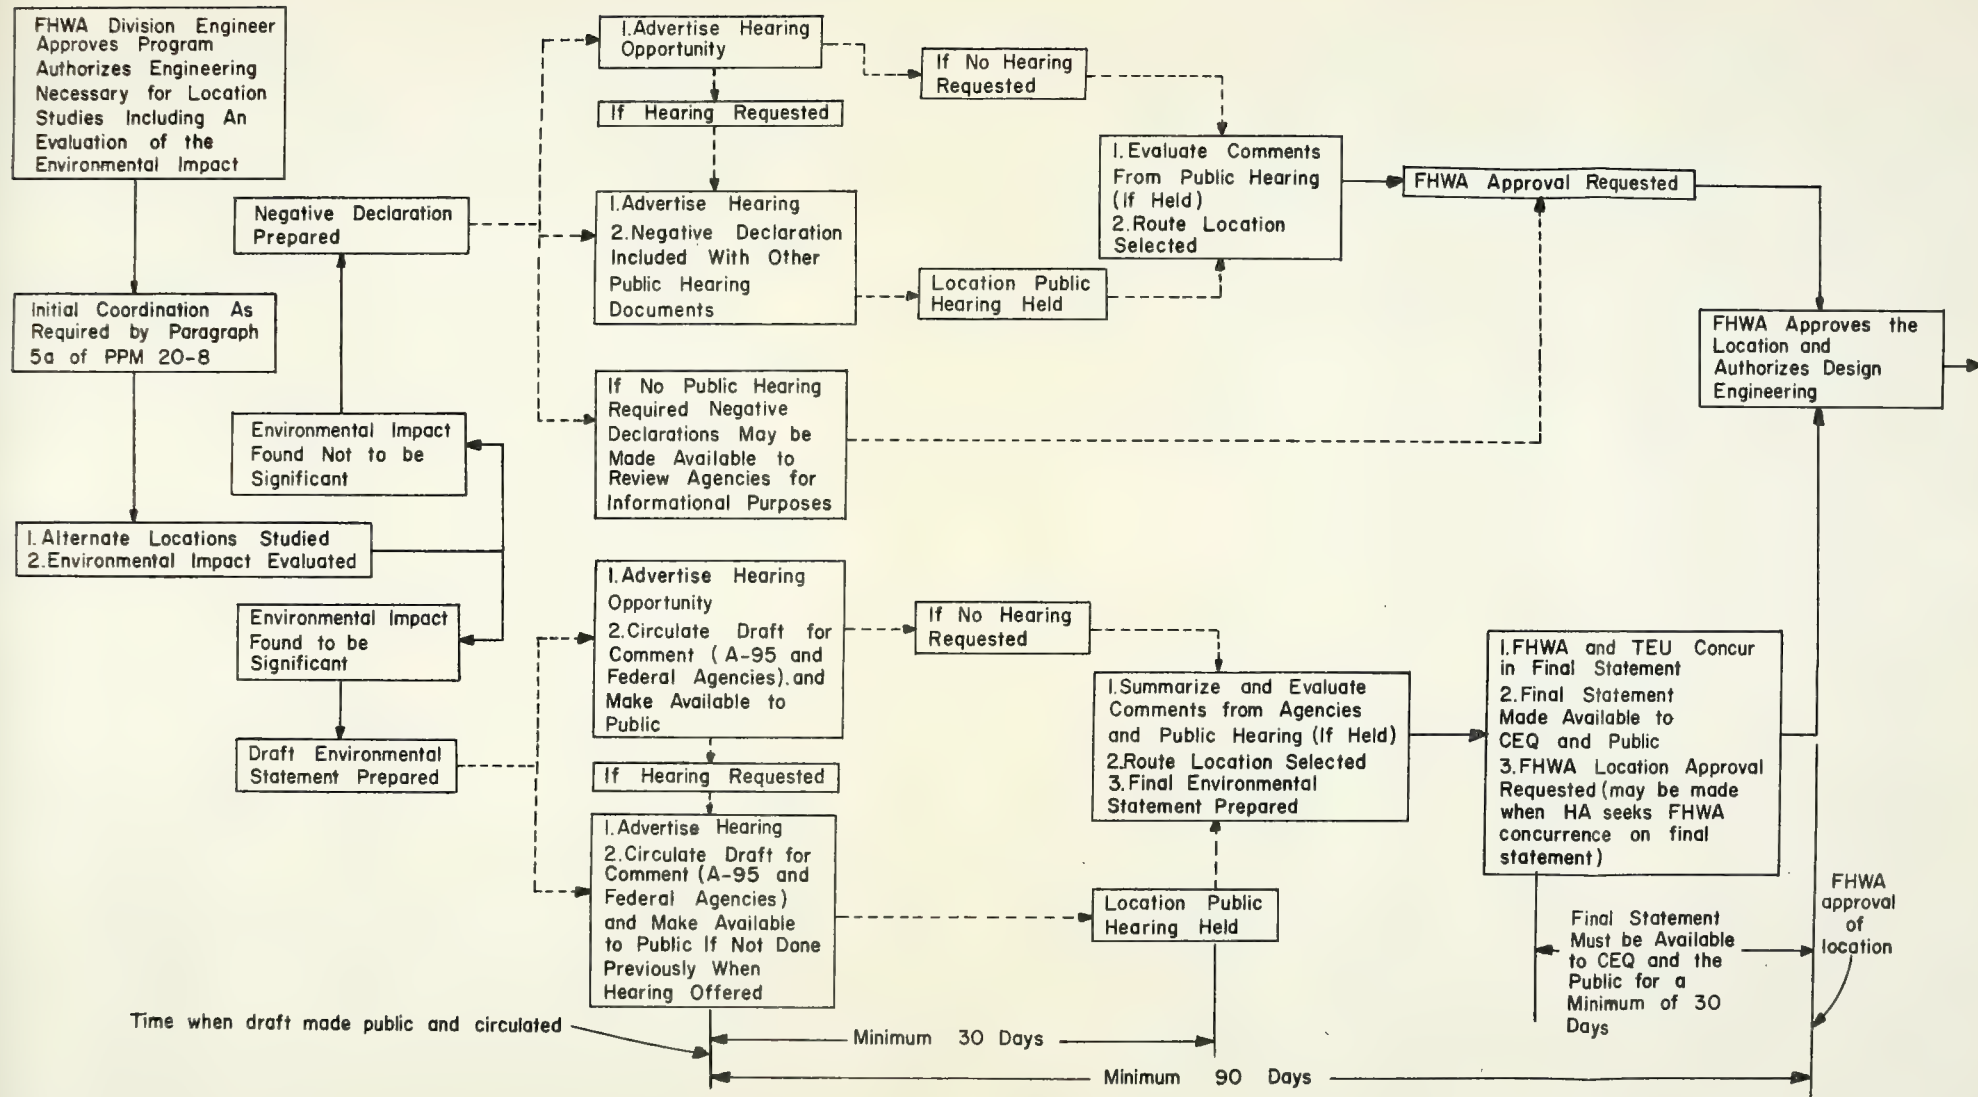 FHWA Division Engineer
Approves Program
Authorizes Engineering
Necessary for Location
Studies Including An
Evaluation of the
Environmental Impact
Initial Coordination As
Required by Paragraph
5a of PPM 20-8
1. Alternate Locations Studied
2. Environmental Impact Evaluated
Negative Declaration
Prepared
Environmental Impact
Found Not to be
Significant
Environmental Impact
Found to be
Significant
Draft Environmental
Statement Prepared
1. Advertise Hearing
Opportunity
If Hearing Requested
1. Advertise Hearing
2. Negative Declaration
Included With Other
Public Hearing
Documents
If No Public Hearing
Required Negative
Declarations May be
Made Available to
Review Agencies for
Informational Purposes
If No Hearing
Requested
Location Public
Hearing Held
1. Evaluate Comments
From Public Hearing
(If Held)
2. Route Location
Selected
FHWA Approval Requested
FHWA Approves the
Location and
Authorizes Design
Engineering
1. Advertise Hearing
Opportunity
2. Circulate Draft for
Comment ( A-95 and
Federal Agencies). and
Make Available to
Public
If Hearing Requested
1. Advertise Hearing
2. Circulate Draft for
Comment (A-95 and
Federal Agencies)
and Make Available
to Public If Not Done
Previously When
Hearing Offered
If No Hearing
Requested
1. Summarize and Evaluate
Comments from Agencies
and Public Hearing (If Held)
2. Route Location Selected
3. Final Environmental
Statement Prepared
Location Public
Hearing Held
1. FHWA and TEU Concur
in Final Statement
2. Final Statement
Made Available to
CEQ and Public
3. FHWA Location Approval
Requested (may be made
when HA seeks FHWA
concurrence on final
statement)
Final Statement
Must be Available
to CEQ and the
Public for a
Minimum of 30
Days
FHWA
approval
of
location
Time when draft made public and circulated
Minimum 30 Days
Minimum 90 Days